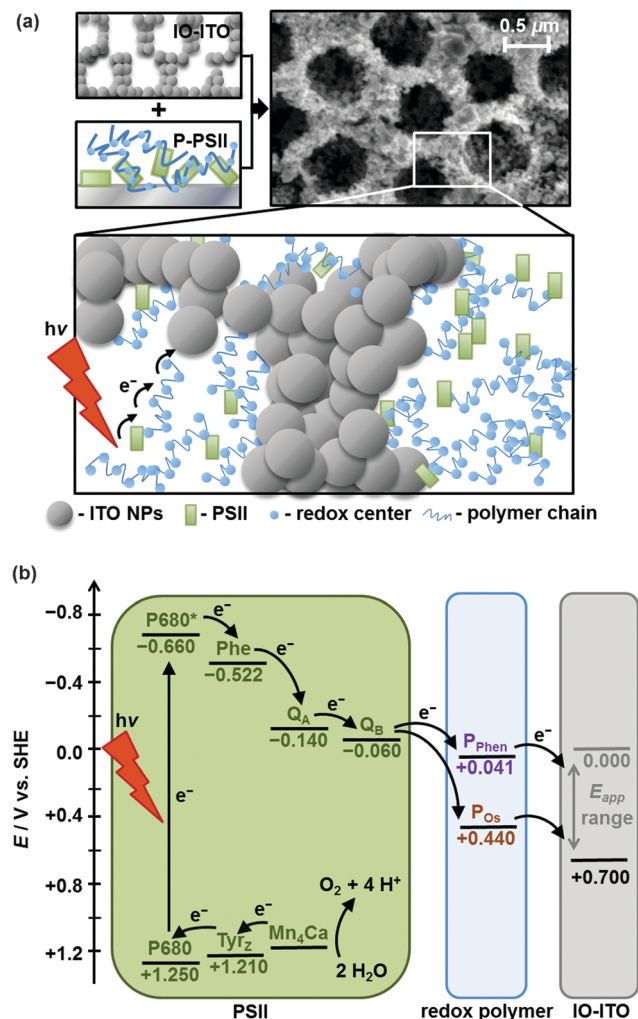 (a)
IO-ITO
+
P-PSII
0.5 μm
hν
e⁻
- ITO NPs
- PSII
- redox center
- polymer chain
(b)
E / V vs. SHE
−0.8
−0.4
0.0
+0.4
+0.8
+1.2
hν
e⁻
P680*
−0.660
e⁻
Phe
−0.522
e⁻
Q_A
−0.140
e⁻
Q_B
−0.060
e⁻
P_Phen
+0.041
e⁻
P_Os
+0.440
0.000
E_app
range
+0.700
O₂ + 4 H⁺
e⁻
e⁻
P680
+1.250
Tyr_Z
+1.210
Mn₄Ca
2 H₂O
PSII
redox polymer
IO-ITO